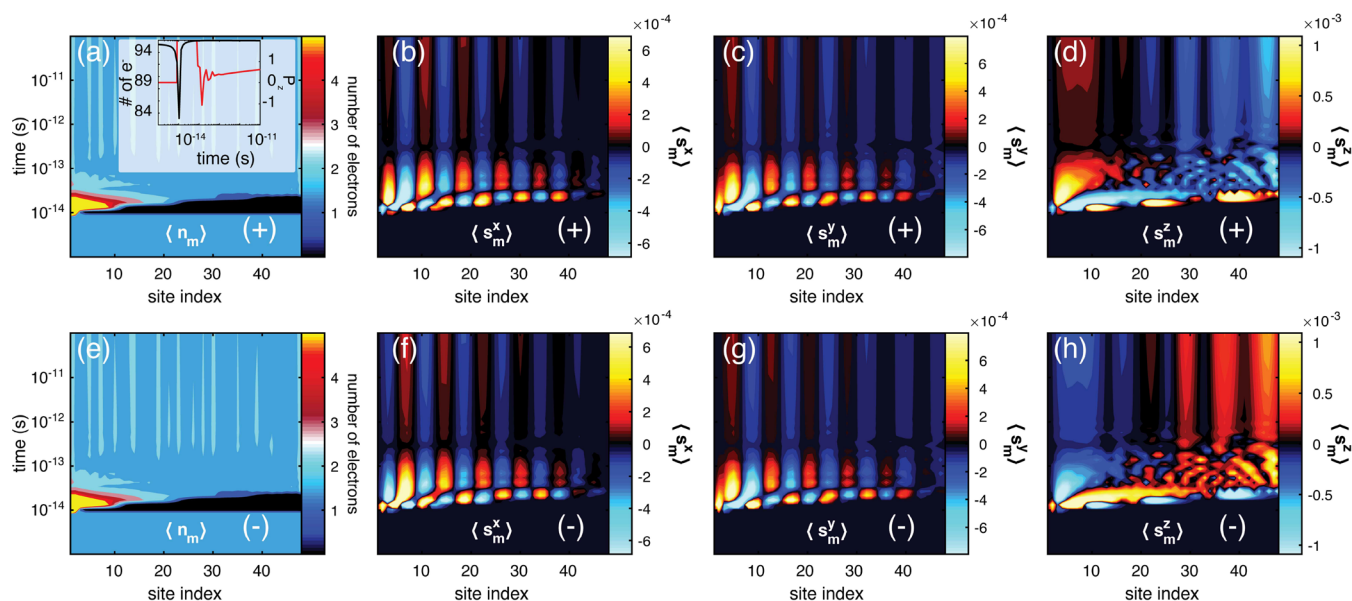 (a)
10⁻¹¹
10⁻¹²
10⁻¹³
10⁻¹⁴
time (s)
10 20 30 40
site index
⟨ n_m ⟩ (+)
94
89
84
# of e⁻
1
0
-1
P_z
10⁻¹⁴ 10⁻¹¹
time (s)
4
3
2
1
number of electrons
(b)
×10⁻⁴
6
4
2
0
-2
-4
-6
⟨ s_m^x ⟩
10 20 30 40
site index
⟨ s_m^x ⟩ (+)
(c)
×10⁻⁴
6
4
2
0
-2
-4
-6
⟨ s_m^y ⟩
10 20 30 40
site index
⟨ s_m^y ⟩ (+)
(d)
×10⁻³
1
0.5
0
-0.5
-1
⟨ s_m^z ⟩
10 20 30 40
site index
⟨ s_m^z ⟩ (+)
(e)
10⁻¹¹
10⁻¹²
10⁻¹³
10⁻¹⁴
time (s)
10 20 30 40
site index
⟨ n_m ⟩ (-)
4
3
2
1
number of electrons
(f)
×10⁻⁴
6
4
2
0
-2
-4
-6
⟨ s_m^x ⟩
10 20 30 40
site index
⟨ s_m^x ⟩ (-)
(g)
×10⁻⁴
6
4
2
0
-2
-4
-6
⟨ s_m^y ⟩
10 20 30 40
site index
⟨ s_m^y ⟩ (-)
(h)
×10⁻³
1
0.5
0
-0.5
-1
⟨ s_m^z ⟩
10 20 30 40
site index
⟨ s_m^z ⟩ (-)